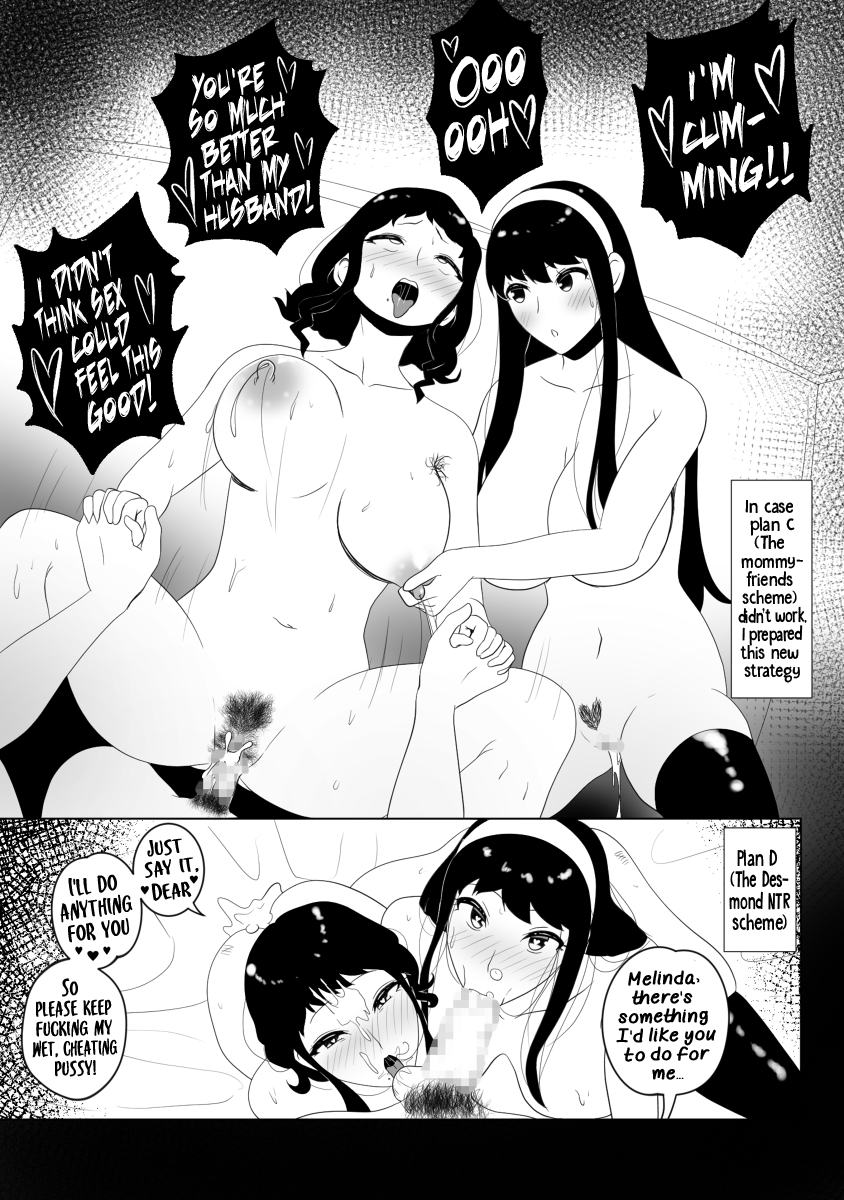 I'M
CUM-
MING!!
OOO
OOH
YOU'RE
SO MUCH
BETTER
THAN MY
HUSBAND!
I DIDN'T
THINK SEX
COULD
FEEL THIS
GOOD!
In case
plan C
(The
mommy-
friends
scheme)
didn't work,
I prepared
this new
strategy
Plan D
(The Des-
mond NTR
scheme)
Melinda,
there's
something
I'd like you
to do for
me...
JUST
SAY IT,
DEAR
I'LL DO
ANYTHING
FOR YOU
SO
PLEASE KEEP
FUCKING MY
WET, CHEATING
PUSSY!